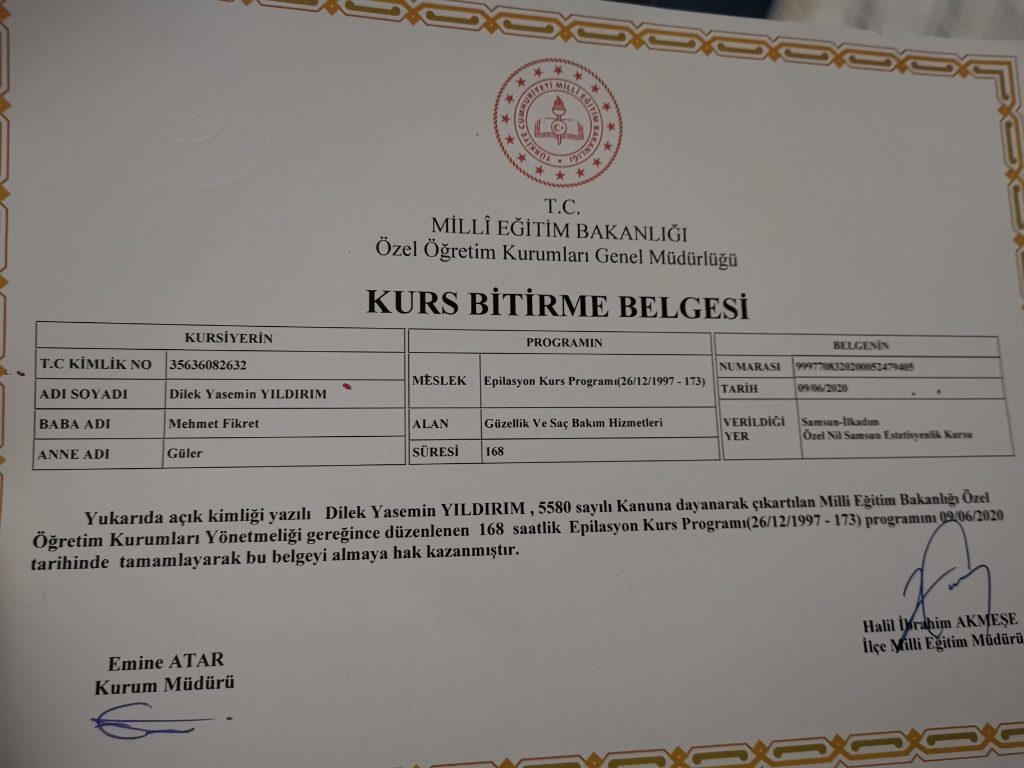 TÜRKİYE CUMHURİYETİ MİLLİ EĞİTİM BAKANLIĞI
T.C.
MİLLÎ EĞİTİM BAKANLIĞI
Özel Öğretim Kurumları Genel Müdürlüğü
KURS BİTİRME BELGESİ
KURSİYERİN
T.C KİMLİK NO 35636082632
ADI SOYADI Dilek Yasemin YILDIRIM
BABA ADI Mehmet Fikret
ANNE ADI Güler
PROGRAMIN
MESLEK Epilasyon Kurs Programı(26/12/1997 - 173)
ALAN Güzellik Ve Saç Bakım Hizmetleri
SÜRESİ 168
BELGENİN
NUMARASI 9997708320200052479405
TARİH 09/06/2020
VERİLDİĞİ YER Samsun-İlkadım
Özel Nil Samsun Estetisyenlik Kursu
Yukarıda açık kimliği yazılı Dilek Yasemin YILDIRIM , 5580 sayılı Kanuna dayanarak çıkartılan Milli Eğitim Bakanlığı Özel
Öğretim Kurumları Yönetmeliği gereğince düzenlenen 168 saatlik Epilasyon Kurs Programı(26/12/1997 - 173) programını 09/06/2020
tarihinde tamamlayarak bu belgeyi almaya hak kazanmıştır.
Halil İbrahim AKMEŞE
İlçe Milli Eğitim Müdürü
Emine ATAR
Kurum Müdürü